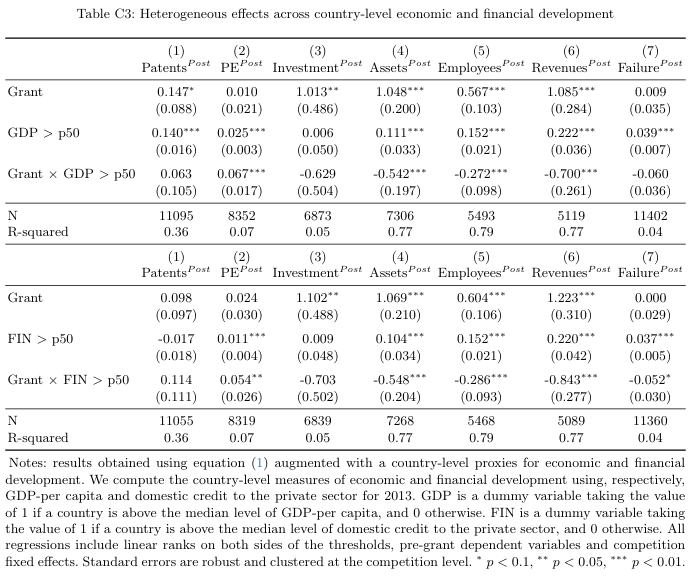 Table C3: Heterogeneous effects across country-level economic and financial development
(1) (2) (3) (4) (5) (6) (7)
Patents^Post PE^Post Investment^Post Assets^Post Employees^Post Revenues^Post Failure^Post
Grant 0.147* 0.010 1.013** 1.048*** 0.567*** 1.085*** 0.009
(0.088) (0.021) (0.486) (0.200) (0.103) (0.284) (0.035)
GDP > p50 0.140*** 0.025*** 0.006 0.111*** 0.152*** 0.222*** 0.039***
(0.016) (0.003) (0.050) (0.033) (0.021) (0.036) (0.007)
Grant × GDP > p50 0.063 0.067*** -0.629 -0.542*** -0.272*** -0.700*** -0.060
(0.105) (0.017) (0.504) (0.197) (0.098) (0.261) (0.036)
N 11095 8352 6873 7306 5493 5119 11402
R-squared 0.36 0.07 0.05 0.77 0.79 0.77 0.04
(1) (2) (3) (4) (5) (6) (7)
Patents^Post PE^Post Investment^Post Assets^Post Employees^Post Revenues^Post Failure^Post
Grant 0.098 0.024 1.102** 1.069*** 0.604*** 1.223*** 0.000
(0.097) (0.030) (0.488) (0.210) (0.106) (0.310) (0.029)
FIN > p50 -0.017 0.011*** 0.009 0.104*** 0.152*** 0.220*** 0.037***
(0.018) (0.004) (0.048) (0.034) (0.021) (0.042) (0.005)
Grant × FIN > p50 0.114 0.054** -0.703 -0.548*** -0.286*** -0.843*** -0.052*
(0.111) (0.026) (0.502) (0.204) (0.093) (0.277) (0.030)
N 11055 8319 6839 7268 5468 5089 11360
R-squared 0.36 0.07 0.05 0.77 0.79 0.77 0.04
Notes: results obtained using equation (1) augmented with a country-level proxies for economic and financial
development. We compute the country-level measures of economic and financial development using, respectively,
GDP-per capita and domestic credit to the private sector for 2013. GDP is a dummy variable taking the value
of 1 if a country is above the median level of GDP-per capita, and 0 otherwise. FIN is a dummy variable taking
the value of 1 if a country is above the median level of domestic credit to the private sector, and 0 otherwise. All
regressions include linear ranks on both sides of the thresholds, pre-grant dependent variables and competition
fixed effects. Standard errors are robust and clustered at the competition level. * p < 0.1, ** p < 0.05, *** p < 0.01.